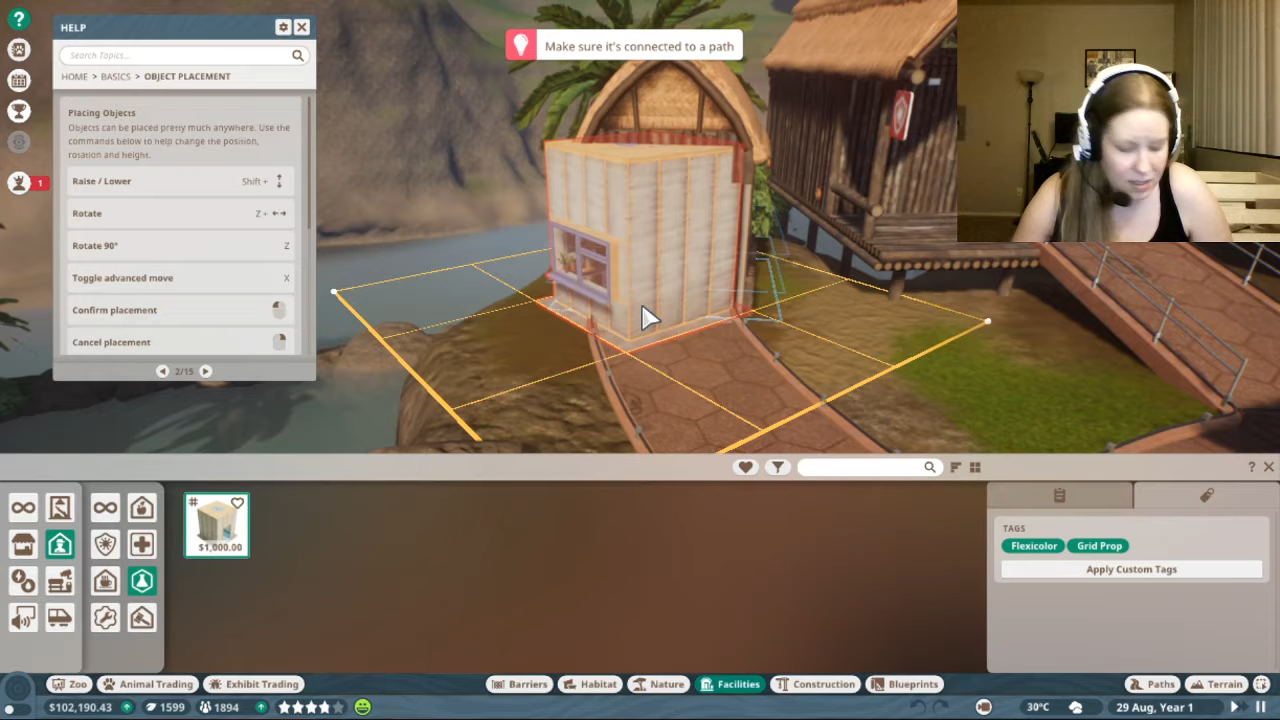 HELP
Search Topics...
HOME > BASICS > OBJECT PLACEMENT
Placing Objects
Objects can be placed pretty much anywhere. Use the
commands below to help change the position,
rotation and height.
Raise / Lower Shift +
Rotate Z +
Rotate 90° Z
Toggle advanced move X
Confirm placement
Cancel placement
2/15
1
Make sure it's connected to a path
$1,000.00
TAGS
Flexicolor Grid Prop
Apply Custom Tags
Zoo Animal Trading Exhibit Trading Barriers Habitat Nature Facilities Construction Blueprints Paths Terrain
$102,190.43 1599 1894 30°C 29 Aug, Year 1